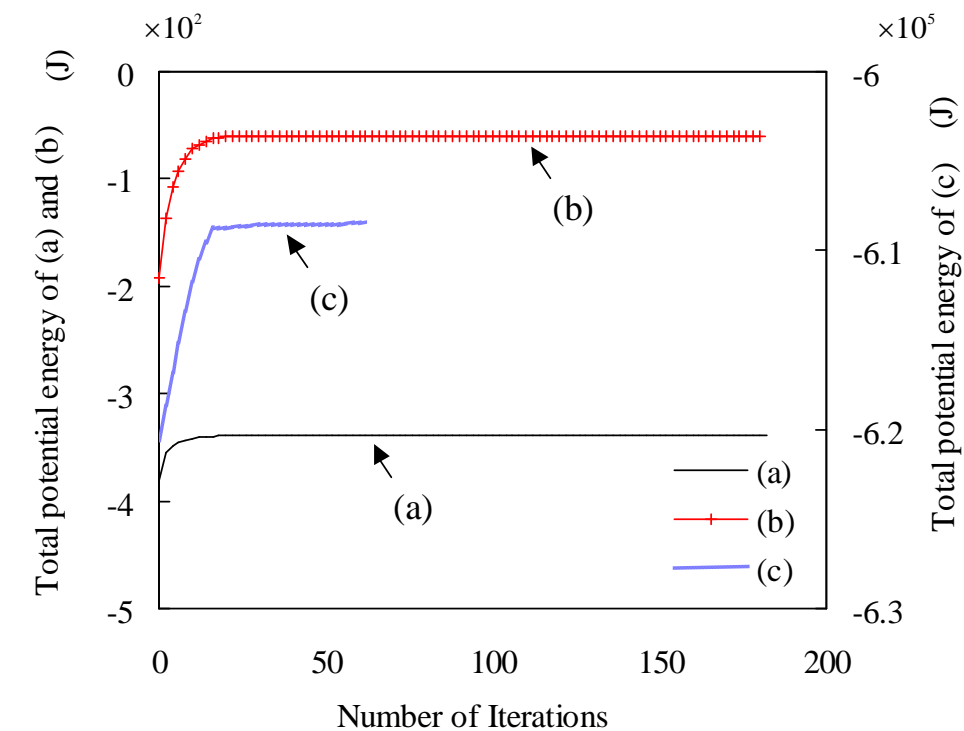 ×10²
×10⁵
Total potential energy of (a) and (b) (J)
0
-1
-2
-3
-4
-5
-6
-6.1
-6.2
-6.3
Total potential energy of (c) (J)
(b)
(c)
(a)
(a)
(b)
(c)
0
50
100
150
200
Number of Iterations